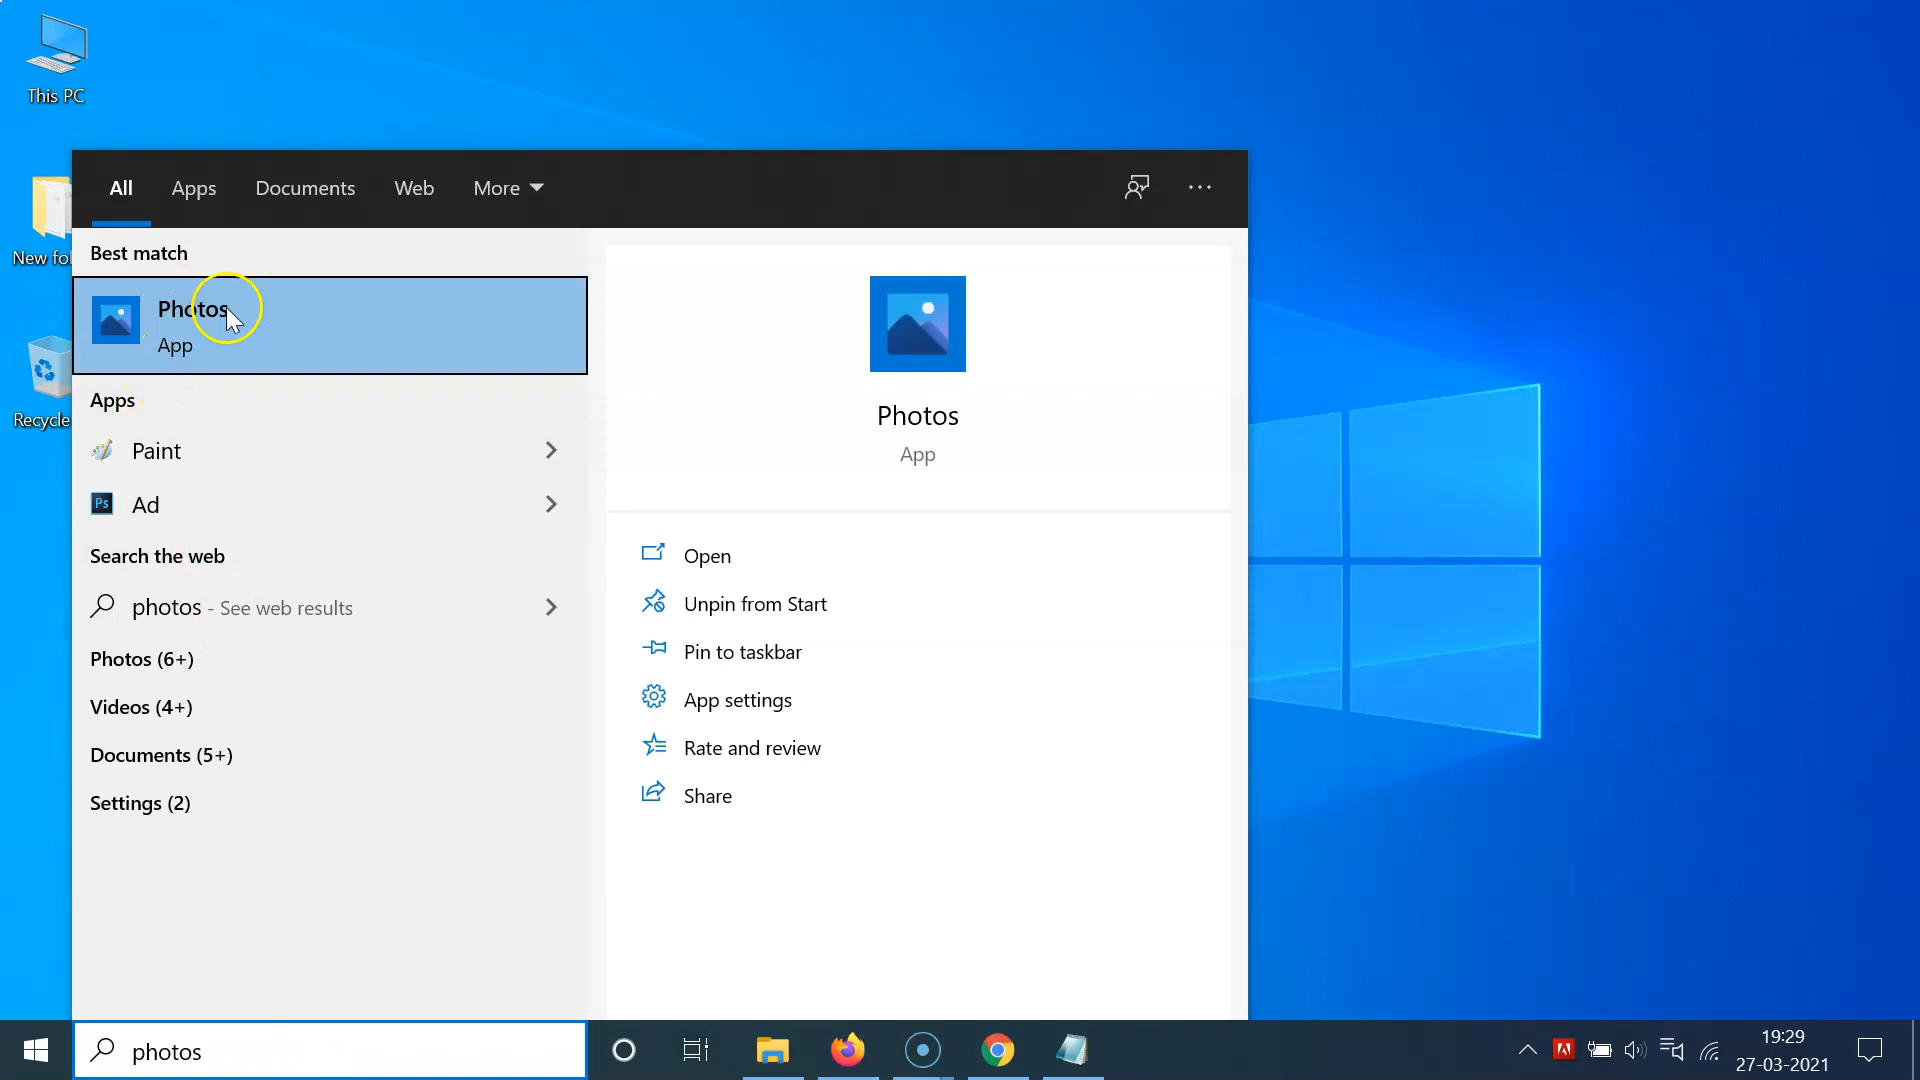 This PC
New fol
Recycle
All Apps Documents Web More
Best match
Photos
App
Apps
Paint
Ps Ad
Search the web
photos - See web results
Photos (6+)
Videos (4+)
Documents (5+)
Settings (2)
Photos
App
Open
Unpin from Start
Pin to taskbar
App settings
Rate and review
Share
photos
19:29
27-03-2021